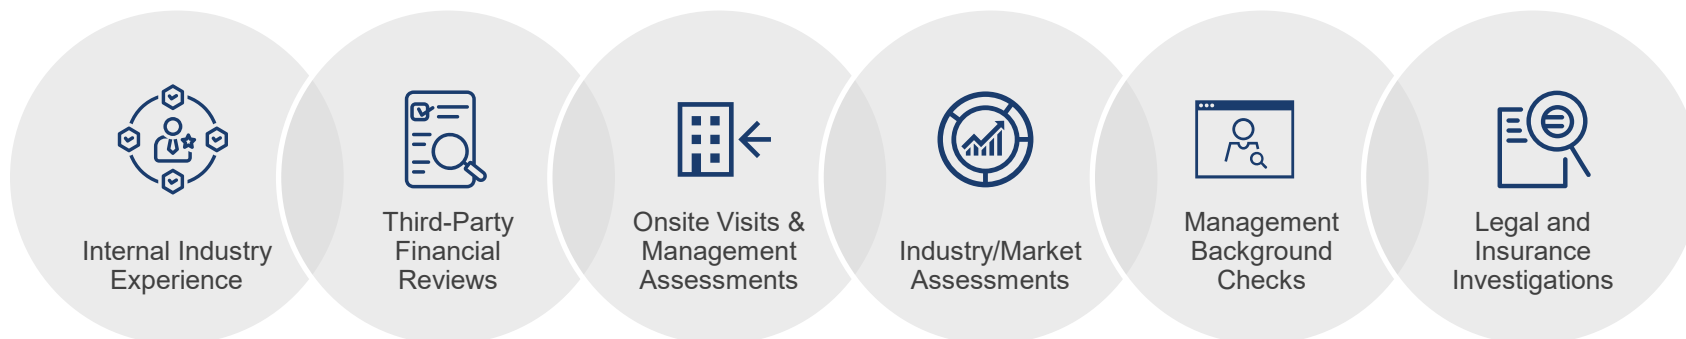 Internal Industry
Experience
Third-Party
Financial
Reviews
Onsite Visits &
Management
Assessments
Industry/Market
Assessments
Management
Background
Checks
Legal and
Insurance
Investigations